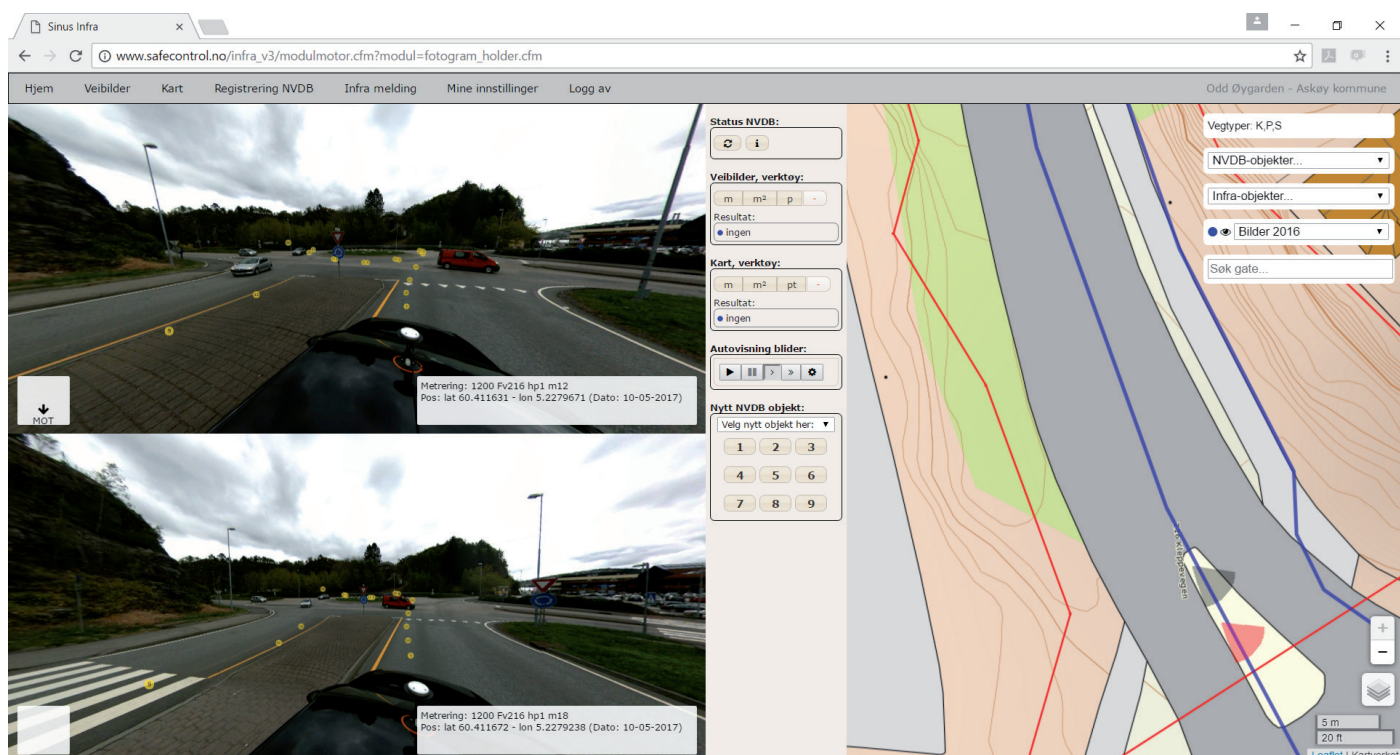 Sinus Infra
www.safecontrol.no/infra_v3/modulmotor.cfm?modul=fotogram_holder.cfm
Hjem Veibilder Kart Registrering NVDB Infra melding Mine innstillinger Logg av Odd Øygarden - Askøy kommune
MOT
Metrering: 1200 Fv216 hp1 m12
Pos: lat 60.411631 - lon 5.2279671 (Dato: 10-05-2017)
Metrering: 1200 Fv216 hp1 m18
Pos: lat 60.411672 - lon 5.2279238 (Dato: 10-05-2017)
Status NVDB:
i
Veibilder, verktøy:
m m² p -
Resultat:
ingen
Kart, verktøy:
m m² pt -
Resultat:
ingen
Autovisning blider:
Nytt NVDB objekt:
Velg nytt objekt her:
1 2 3
4 5 6
7 8 9
Vegtyper: K,P,S
NVDB-objekter...
Infra-objekter...
Bilder 2016
Søk gate...
+
-
5 m
20 ft
Leaflet | Kartverket